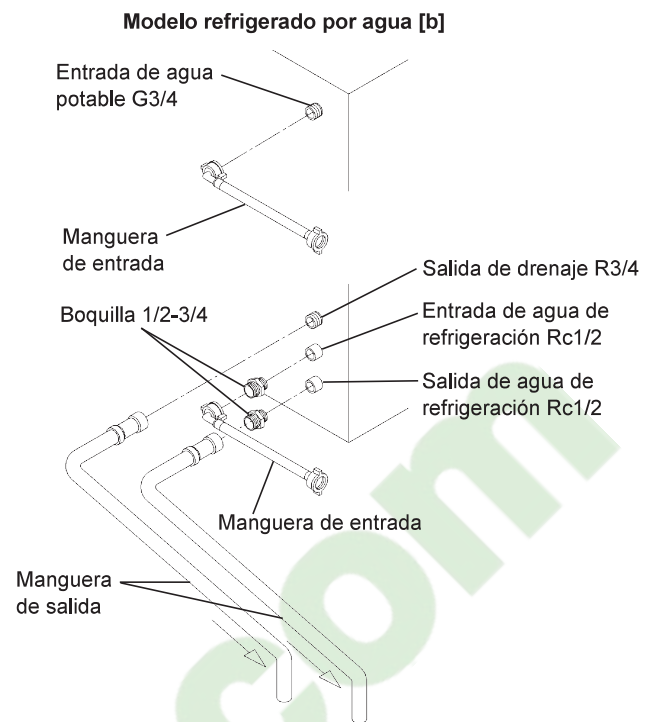 Modelo refrigerado por agua [b]
Entrada de agua
potable G3/4
Manguera
de entrada
Salida de drenaje R3/4
Boquilla 1/2-3/4
Entrada de agua de
refrigeración Rc1/2
Salida de agua de
refrigeración Rc1/2
Manguera de entrada
Manguera
de salida
com